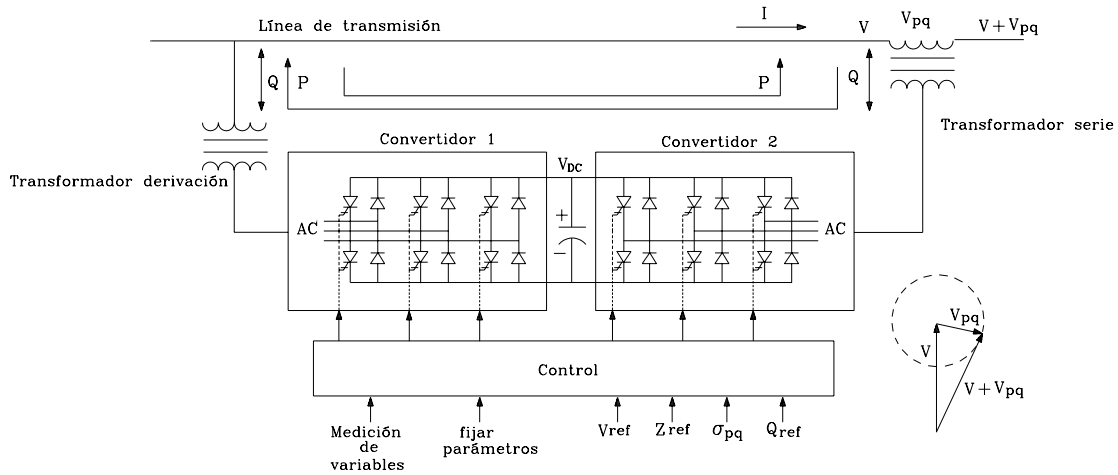 Línea de transmisión
I
V
Vpq
V+Vpq
Q
P
P
Q
Transformador serie
Convertidor 1
VDC
Convertidor 2
Transformador derivación
AC
+
−
AC
Vpq
V
V+Vpq
Control
Medición
de
variables
fijar
parámetros
Vref
Zref
σpq
Qref